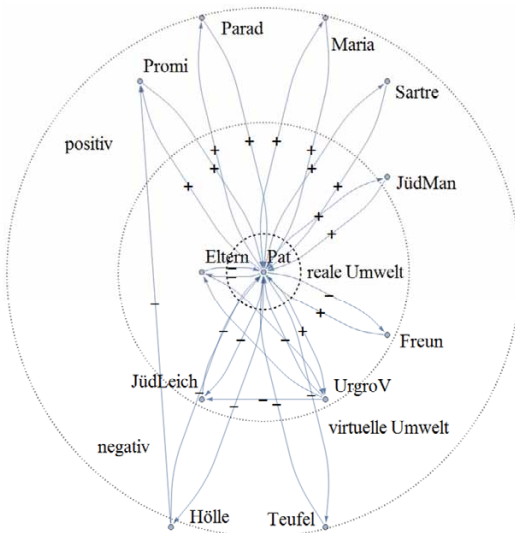 Parad
Maria
Promi
Sartre
positiv
+ +
+ +
+ +
JüdMan
+ +
+
+
Eltern
Pat
reale Umwelt
–
–
–
–
+
+
Freun
– – –
JüdLeich
UrgroV
– –
– – – –
virtuelle Umwelt
negativ
Hölle
Teufel